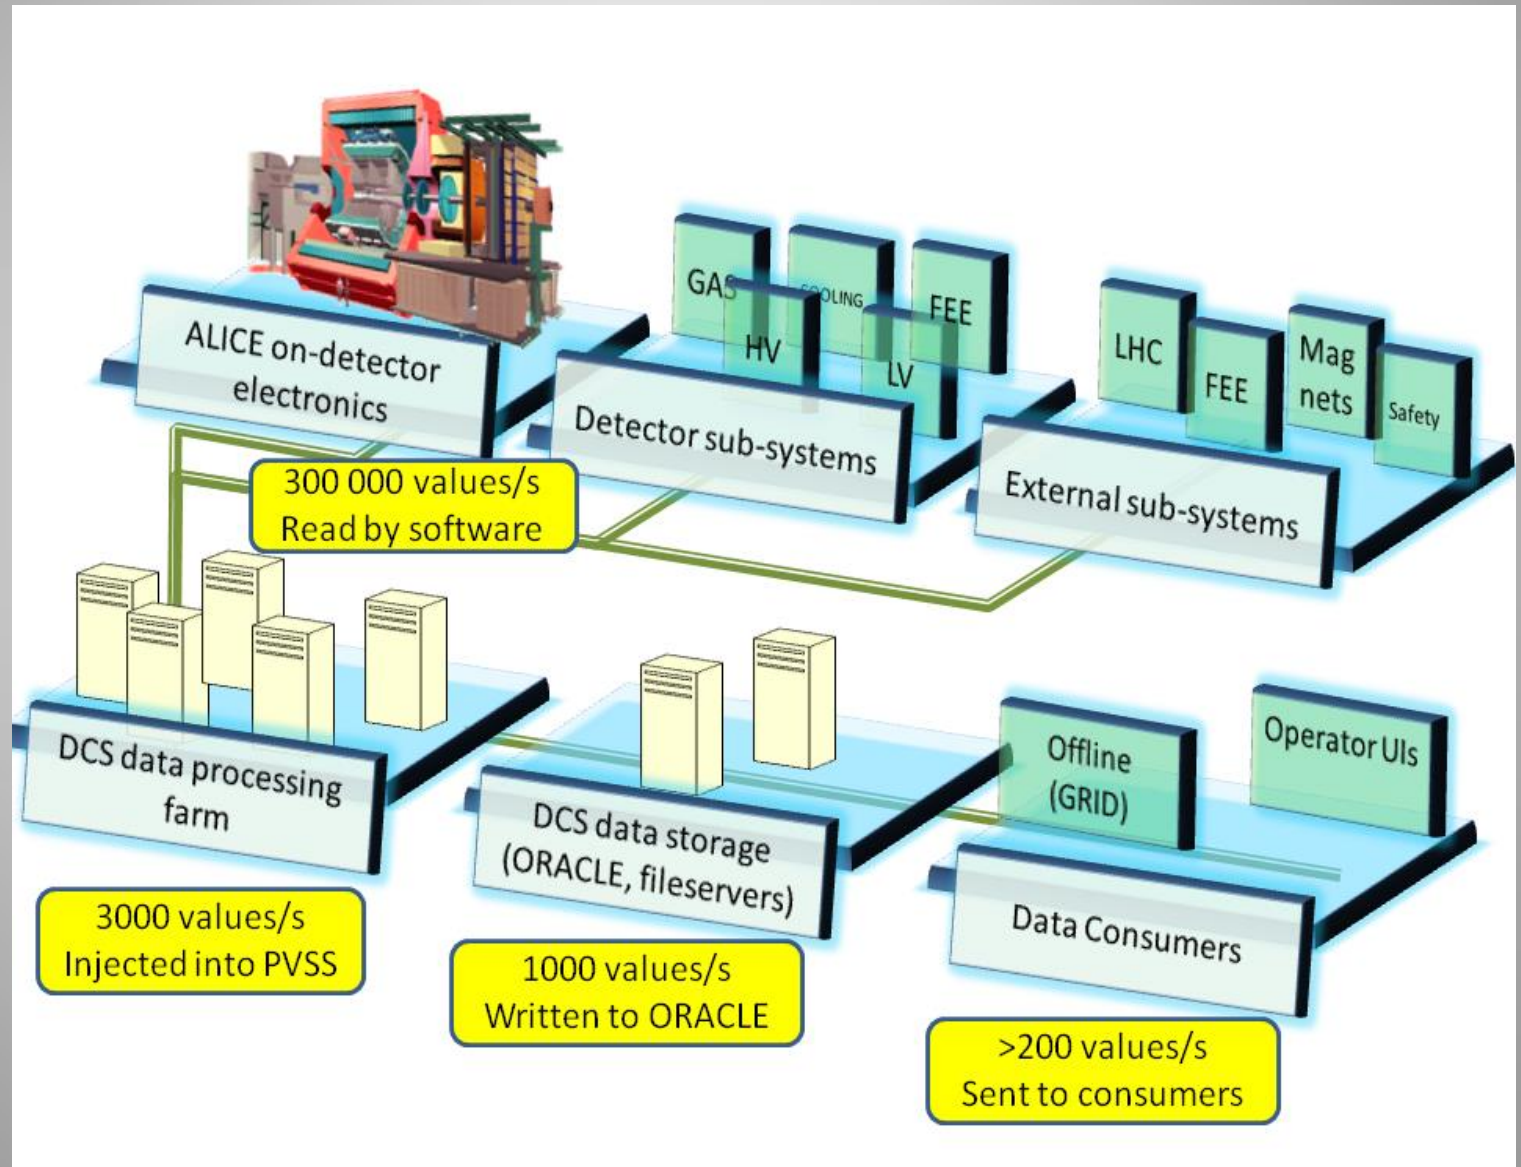 ALICE on-detector
electronics
GAS
COOLING
FEE
HV
LV
Detector sub-systems
LHC
FEE
Mag
nets
Safety
External sub-systems
300 000 values/s
Read by software
DCS data processing
farm
DCS data storage
(ORACLE, fileservers)
Offline
(GRID)
Operator UIs
Data Consumers
3000 values/s
Injected into PVSS
1000 values/s
Written to ORACLE
>200 values/s
Sent to consumers